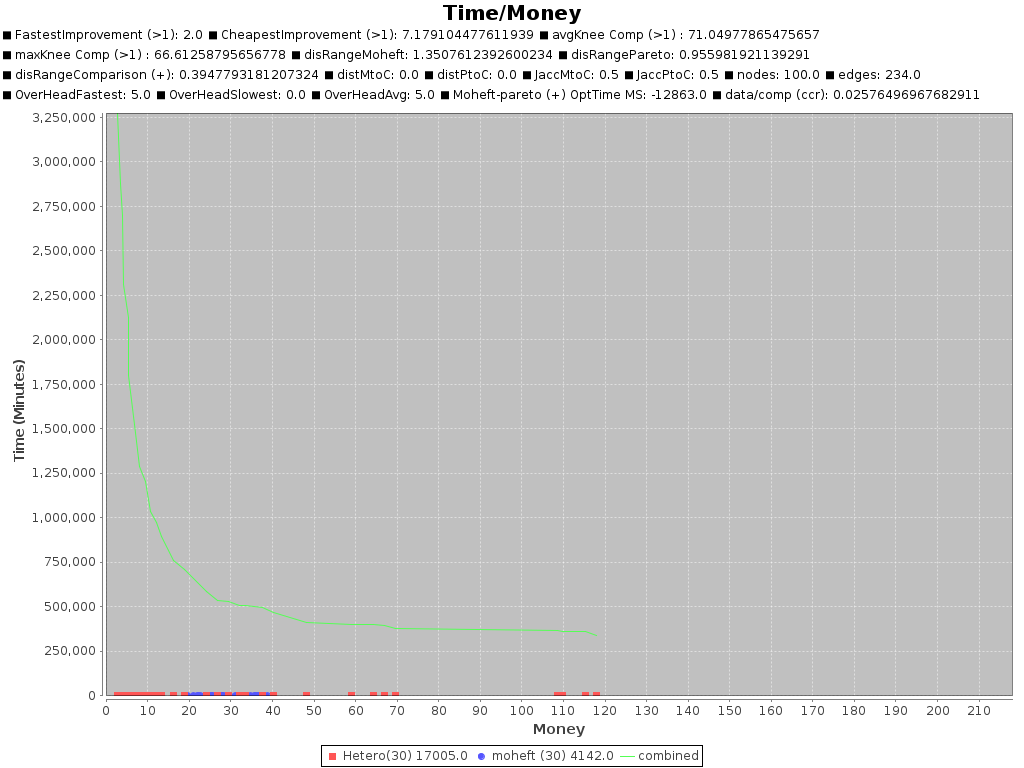 Time/Money
■ FastestImprovement (>1): 2.0 ■ CheapestImprovement (>1): 7.179104477611939 ■ avgKnee Comp (>1) : 71.04977865475657
■ maxKnee Comp (>1) : 66.61258795656778 ■ disRangeMoheft: 1.3507612392600234 ■ disRangePareto: 0.955981921139291
■ disRangeComparison (+): 0.3947793181207324 ■ distMtoC: 0.0 ■ distPtoC: 0.0 ■ JaccMtoC: 0.5 ■ JaccPtoC: 0.5 ■ nodes: 100.0 ■ edges: 234.0
■ OverHeadFastest: 5.0 ■ OverHeadSlowest: 0.0 ■ OverHeadAvg: 5.0 ■ Moheft-pareto (+) OptTime MS: -12863.0 ■ data/comp (ccr): 0.02576496967682911
3,250,000
3,000,000
2,750,000
2,500,000
2,250,000
2,000,000
1,750,000
1,500,000
1,250,000
1,000,000
750,000
500,000
250,000
0
Time (Minutes)
0 10 20 30 40 50 60 70 80 90 100 110 120 130 140 150 160 170 180 190 200 210
Money
Hetero(30) 17005.0 moheft (30) 4142.0 combined